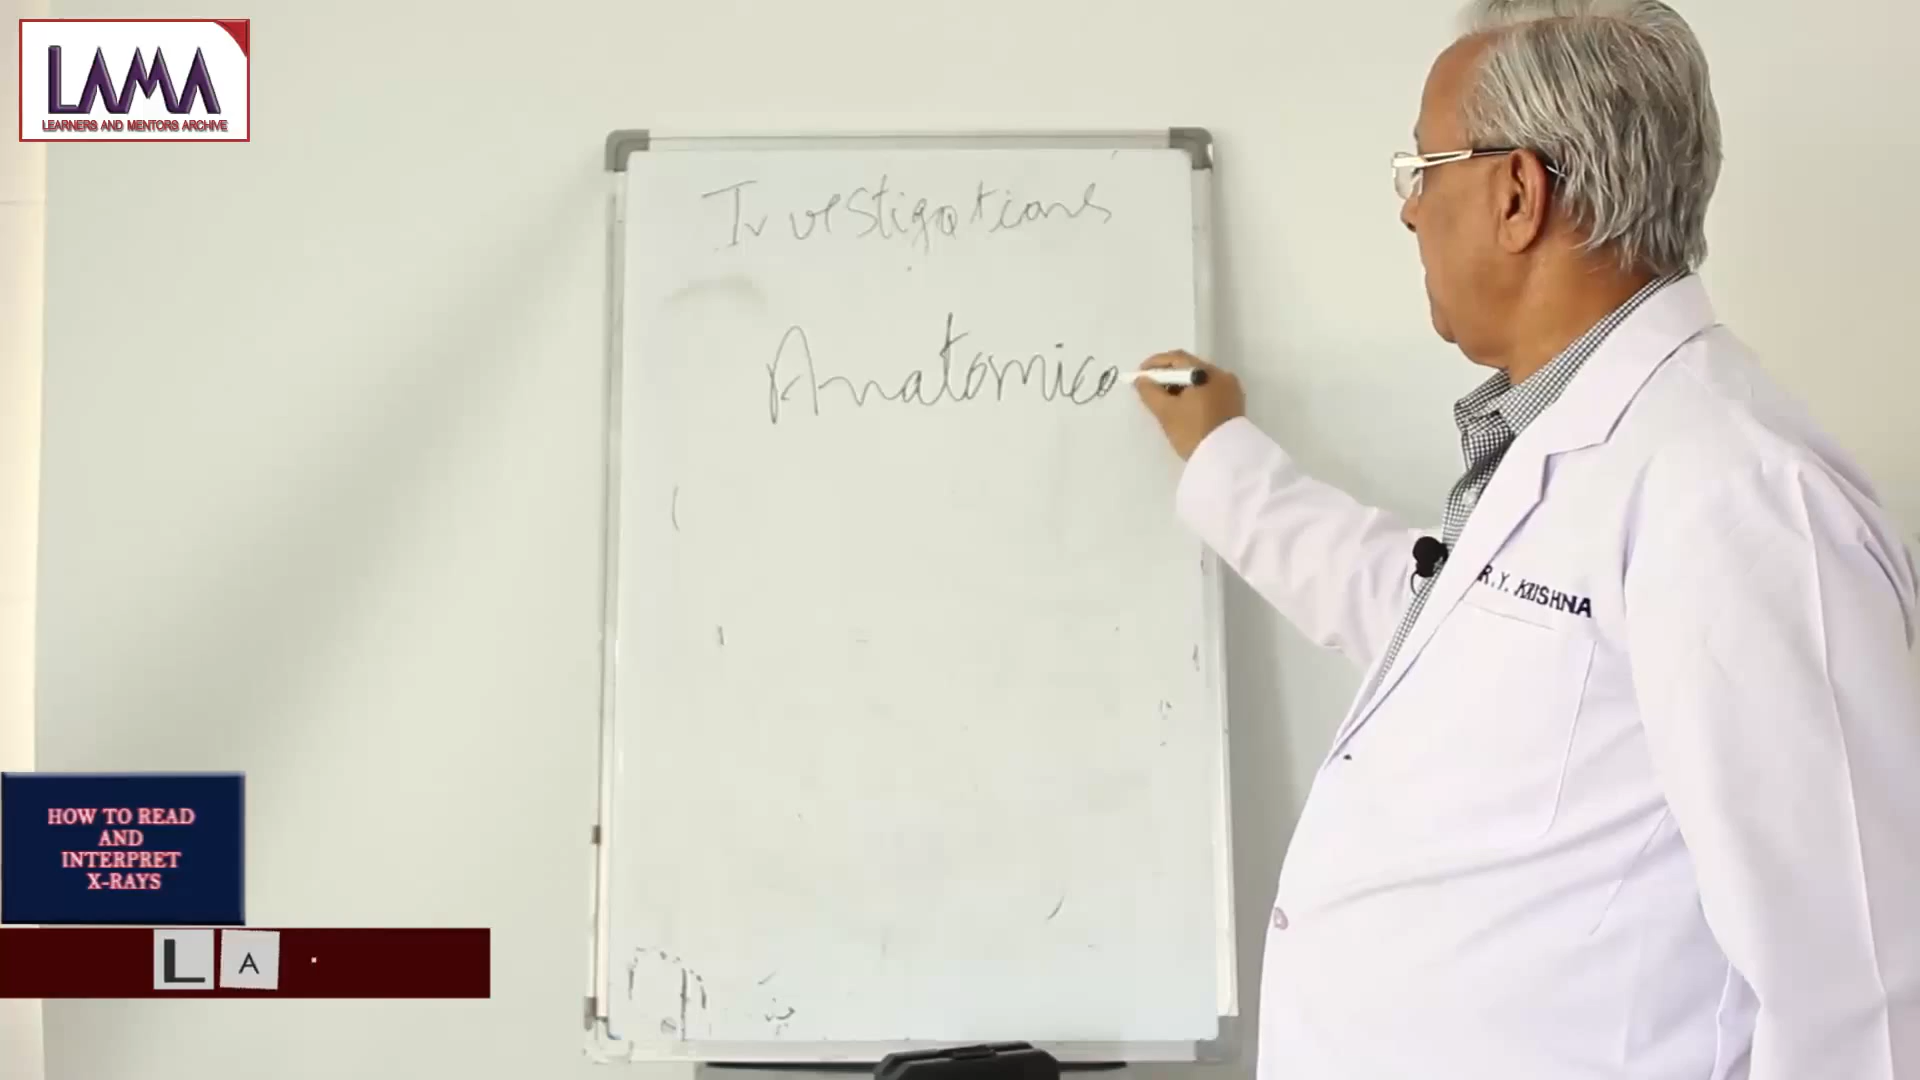 LAMA
LEARNERS AND MENTORS ARCHIVE
Investigations
Anatomica
R. Y. KRISHNA
HOW TO READ
AND
INTERPRET
X-RAYS
L A